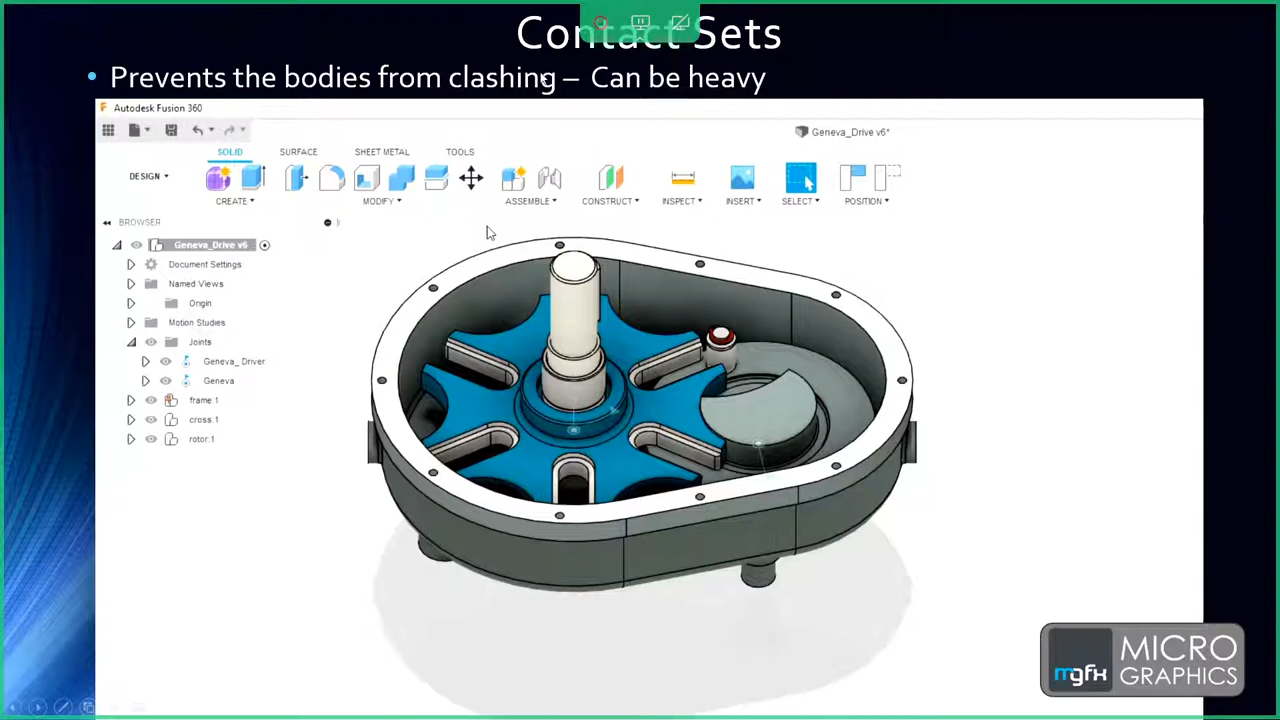 Contact Sets
• Prevents the bodies from clashing – Can be heavy
Autodesk Fusion 360
Geneva_Drive v6*
SOLID SURFACE SHEET METAL TOOLS
DESIGN
CREATE MODIFY ASSEMBLE CONSTRUCT INSPECT INSERT SELECT POSITION
BROWSER
Geneva_Drive v6
Document Settings
Named Views
Origin
Motion Studies
Joints
Geneva_ Driver
Geneva
frame:1
cross:1
rotor:1
mgfx
MICRO
GRAPHICS